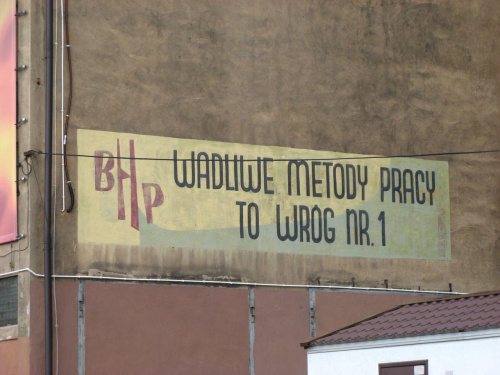 BHP WADLIWE METODY PRACY
TO WRÓG NR. 1